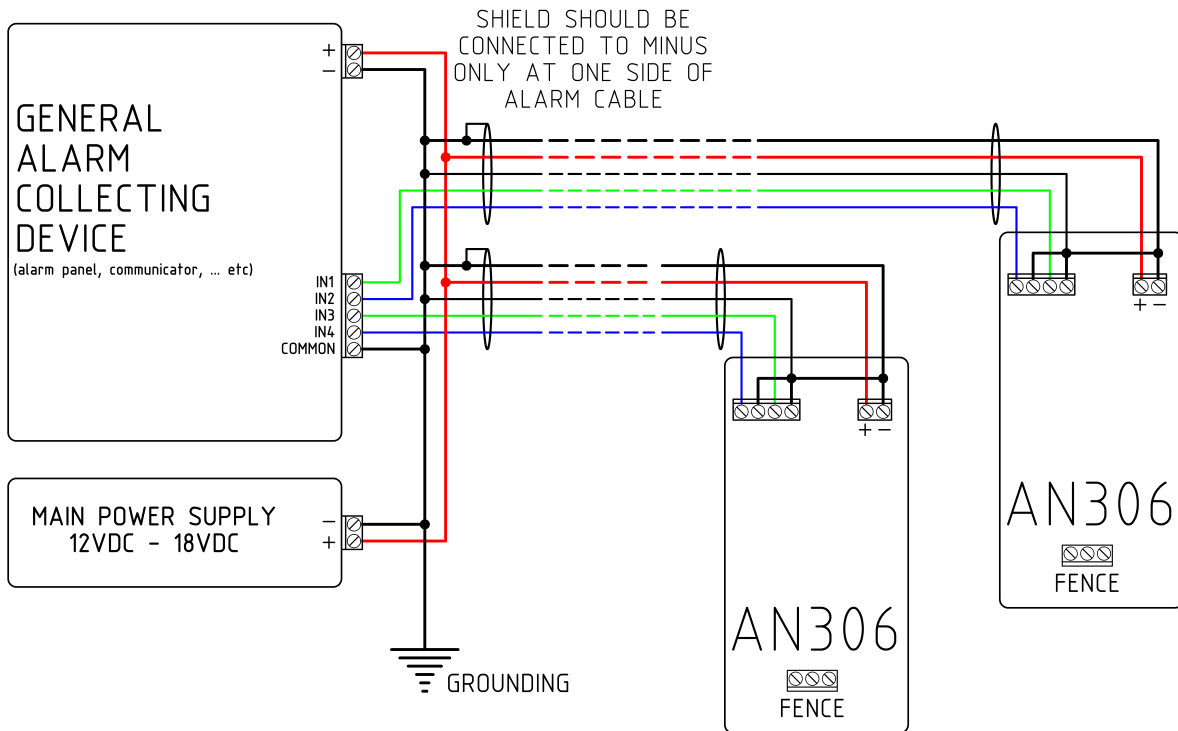 SHIELD SHOULD BE
CONNECTED TO MINUS
ONLY AT ONE SIDE OF
ALARM CABLE
+
−
GENERAL
ALARM
COLLECTING
DEVICE
(alarm panel, communicator, ... etc)
IN1
IN2
IN3
IN4
COMMON
MAIN POWER SUPPLY
12VDC - 18VDC
−
+
GROUNDING
+ −
AN306
FENCE
+ −
AN306
FENCE